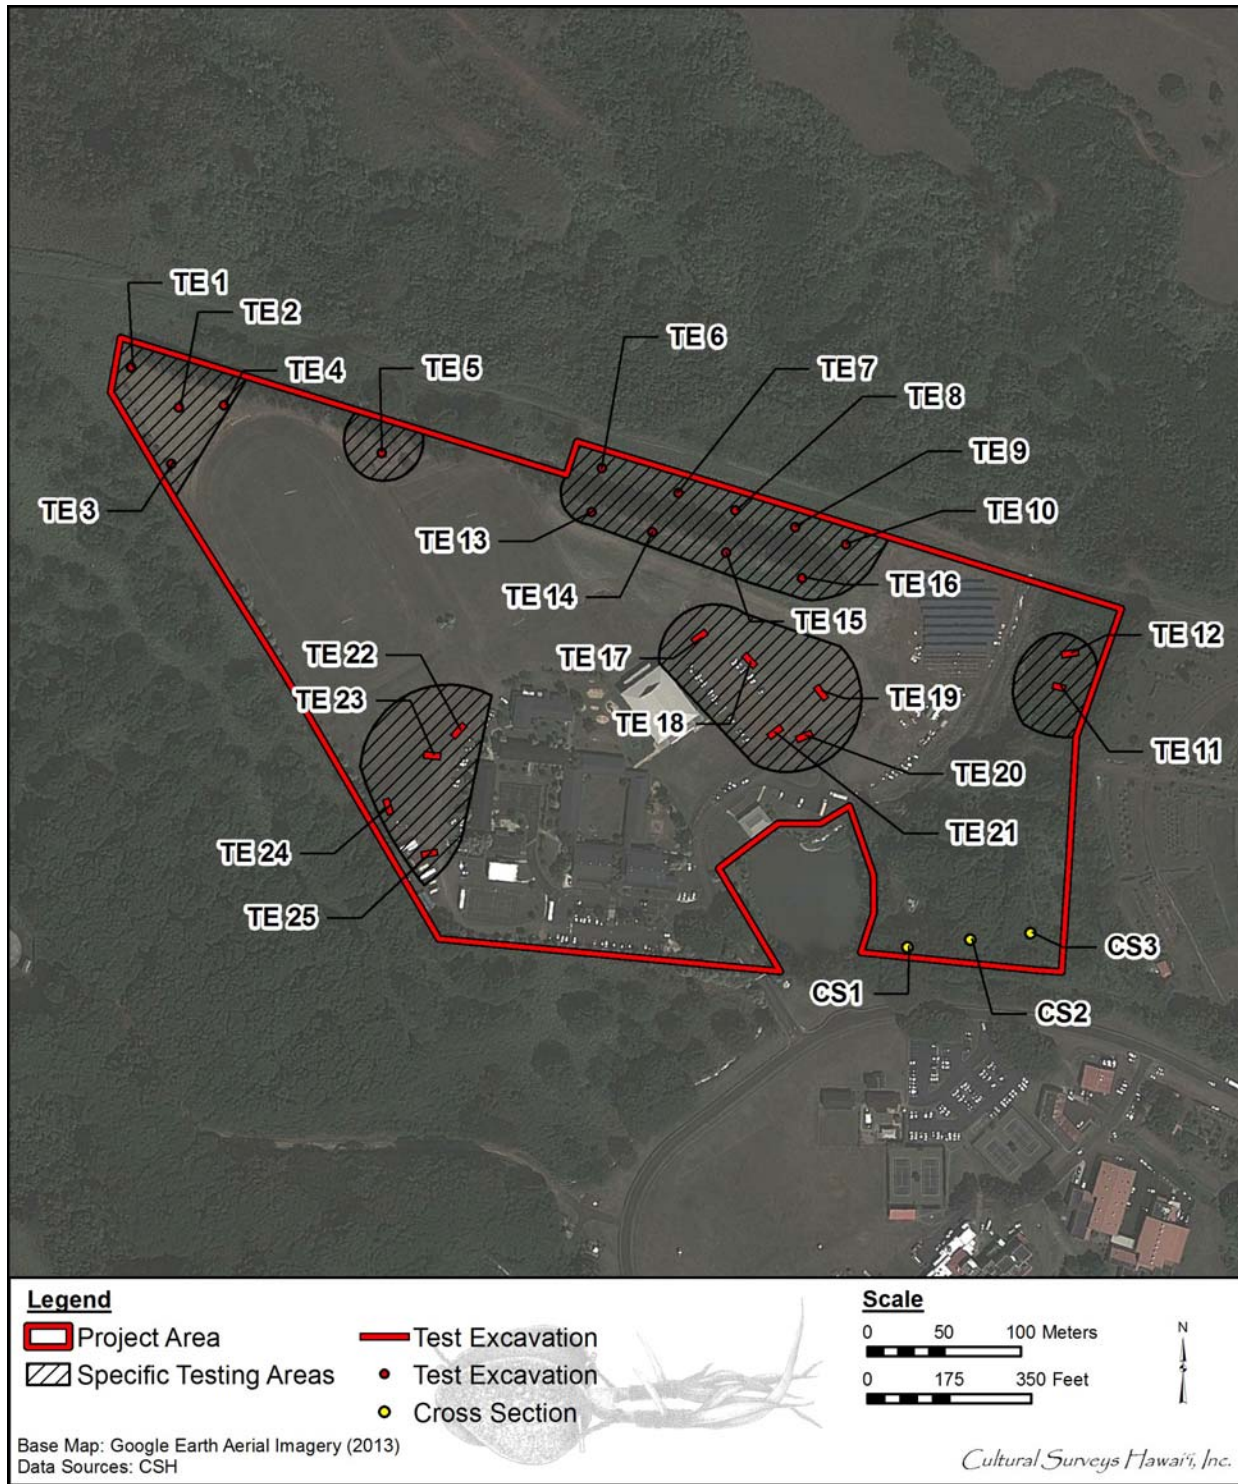 TE 1
TE 2
TE 4
TE 5
TE 6
TE 7
TE 8
TE 9
TE 10
TE 3
TE 13
TE 14
TE 16
TE 15
TE 12
TE 22
TE 17
TE 23
TE 19
TE 18
TE 11
TE 20
TE 21
TE 24
TE 25
CS3
CS1
CS2
Legend
Project Area
Specific Testing Areas
Test Excavation
Test Excavation
Cross Section
Scale
0 50 100 Meters
0 175 350 Feet
N
Base Map: Google Earth Aerial Imagery (2013)
Data Sources: CSH
Cultural Surveys Hawaiʻi, Inc.